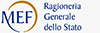 MEF
Ragioneria
Generale
dello Stato